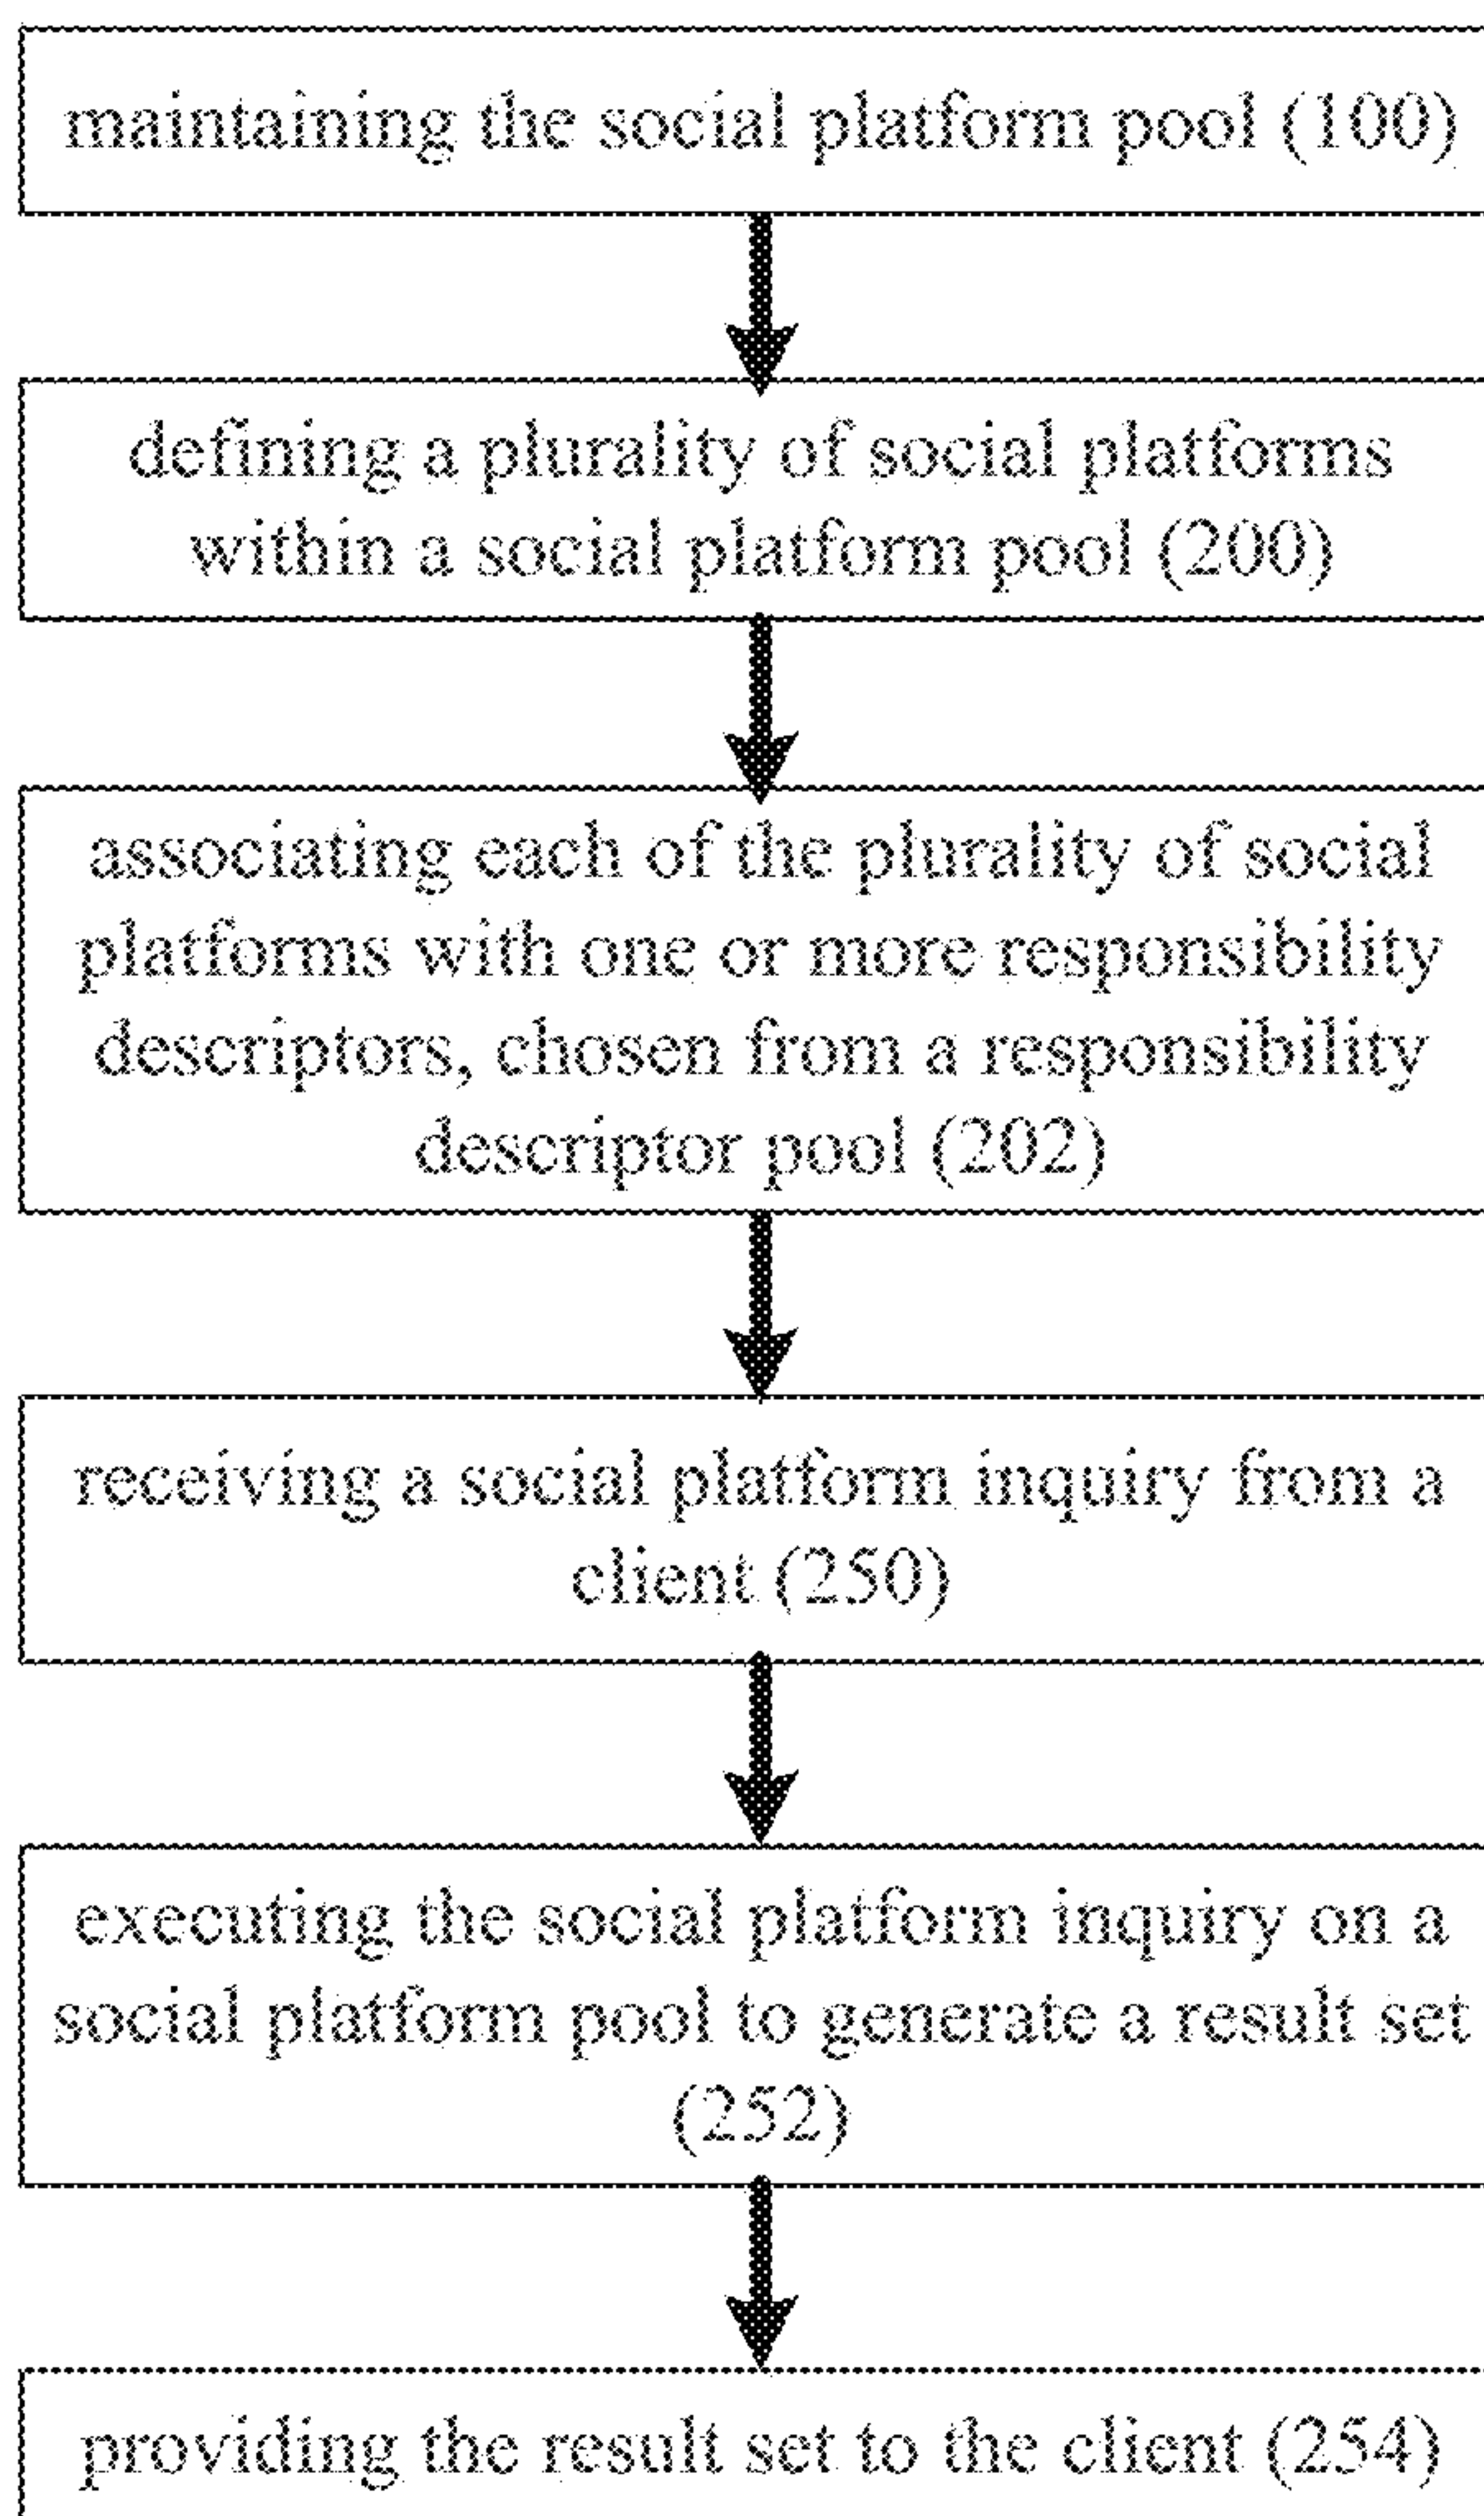 maintaining the social platform pool (100)
defining a plurality of social platforms
within a social platform pool (200)
associating each of the plurality of social
platforms with one or more responsibility
descriptors, chosen from a responsibility
descriptor pool (202)
receiving a social platform inquiry from a
client (250)
executing the social platform inquiry on a
social platform pool to generate a result set
(252)
providing the result set to the client (254)